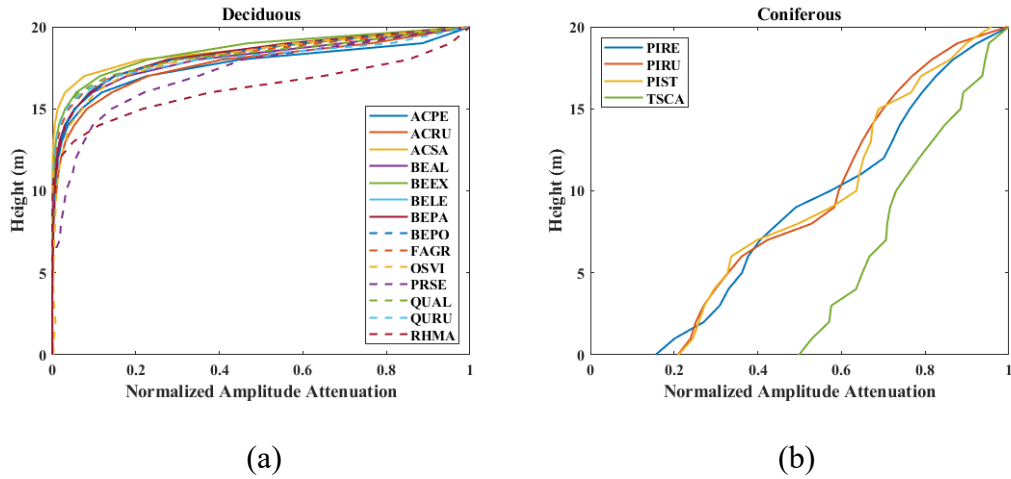 Deciduous
20
15
10
5
0
Height (m)
ACPE
ACRU
ACSA
BEAL
BEEX
BELE
BEPA
BEPO
FAGR
OSVI
PRSE
QUAL
QURU
RHMA
0 0.2 0.4 0.6 0.8 1
Normalized Amplitude Attenuation
(a)
Coniferous
20
15
10
5
0
Height (m)
PIRE
PIRU
PIST
TSCA
0 0.2 0.4 0.6 0.8 1
Normalized Amplitude Attenuation
(b)